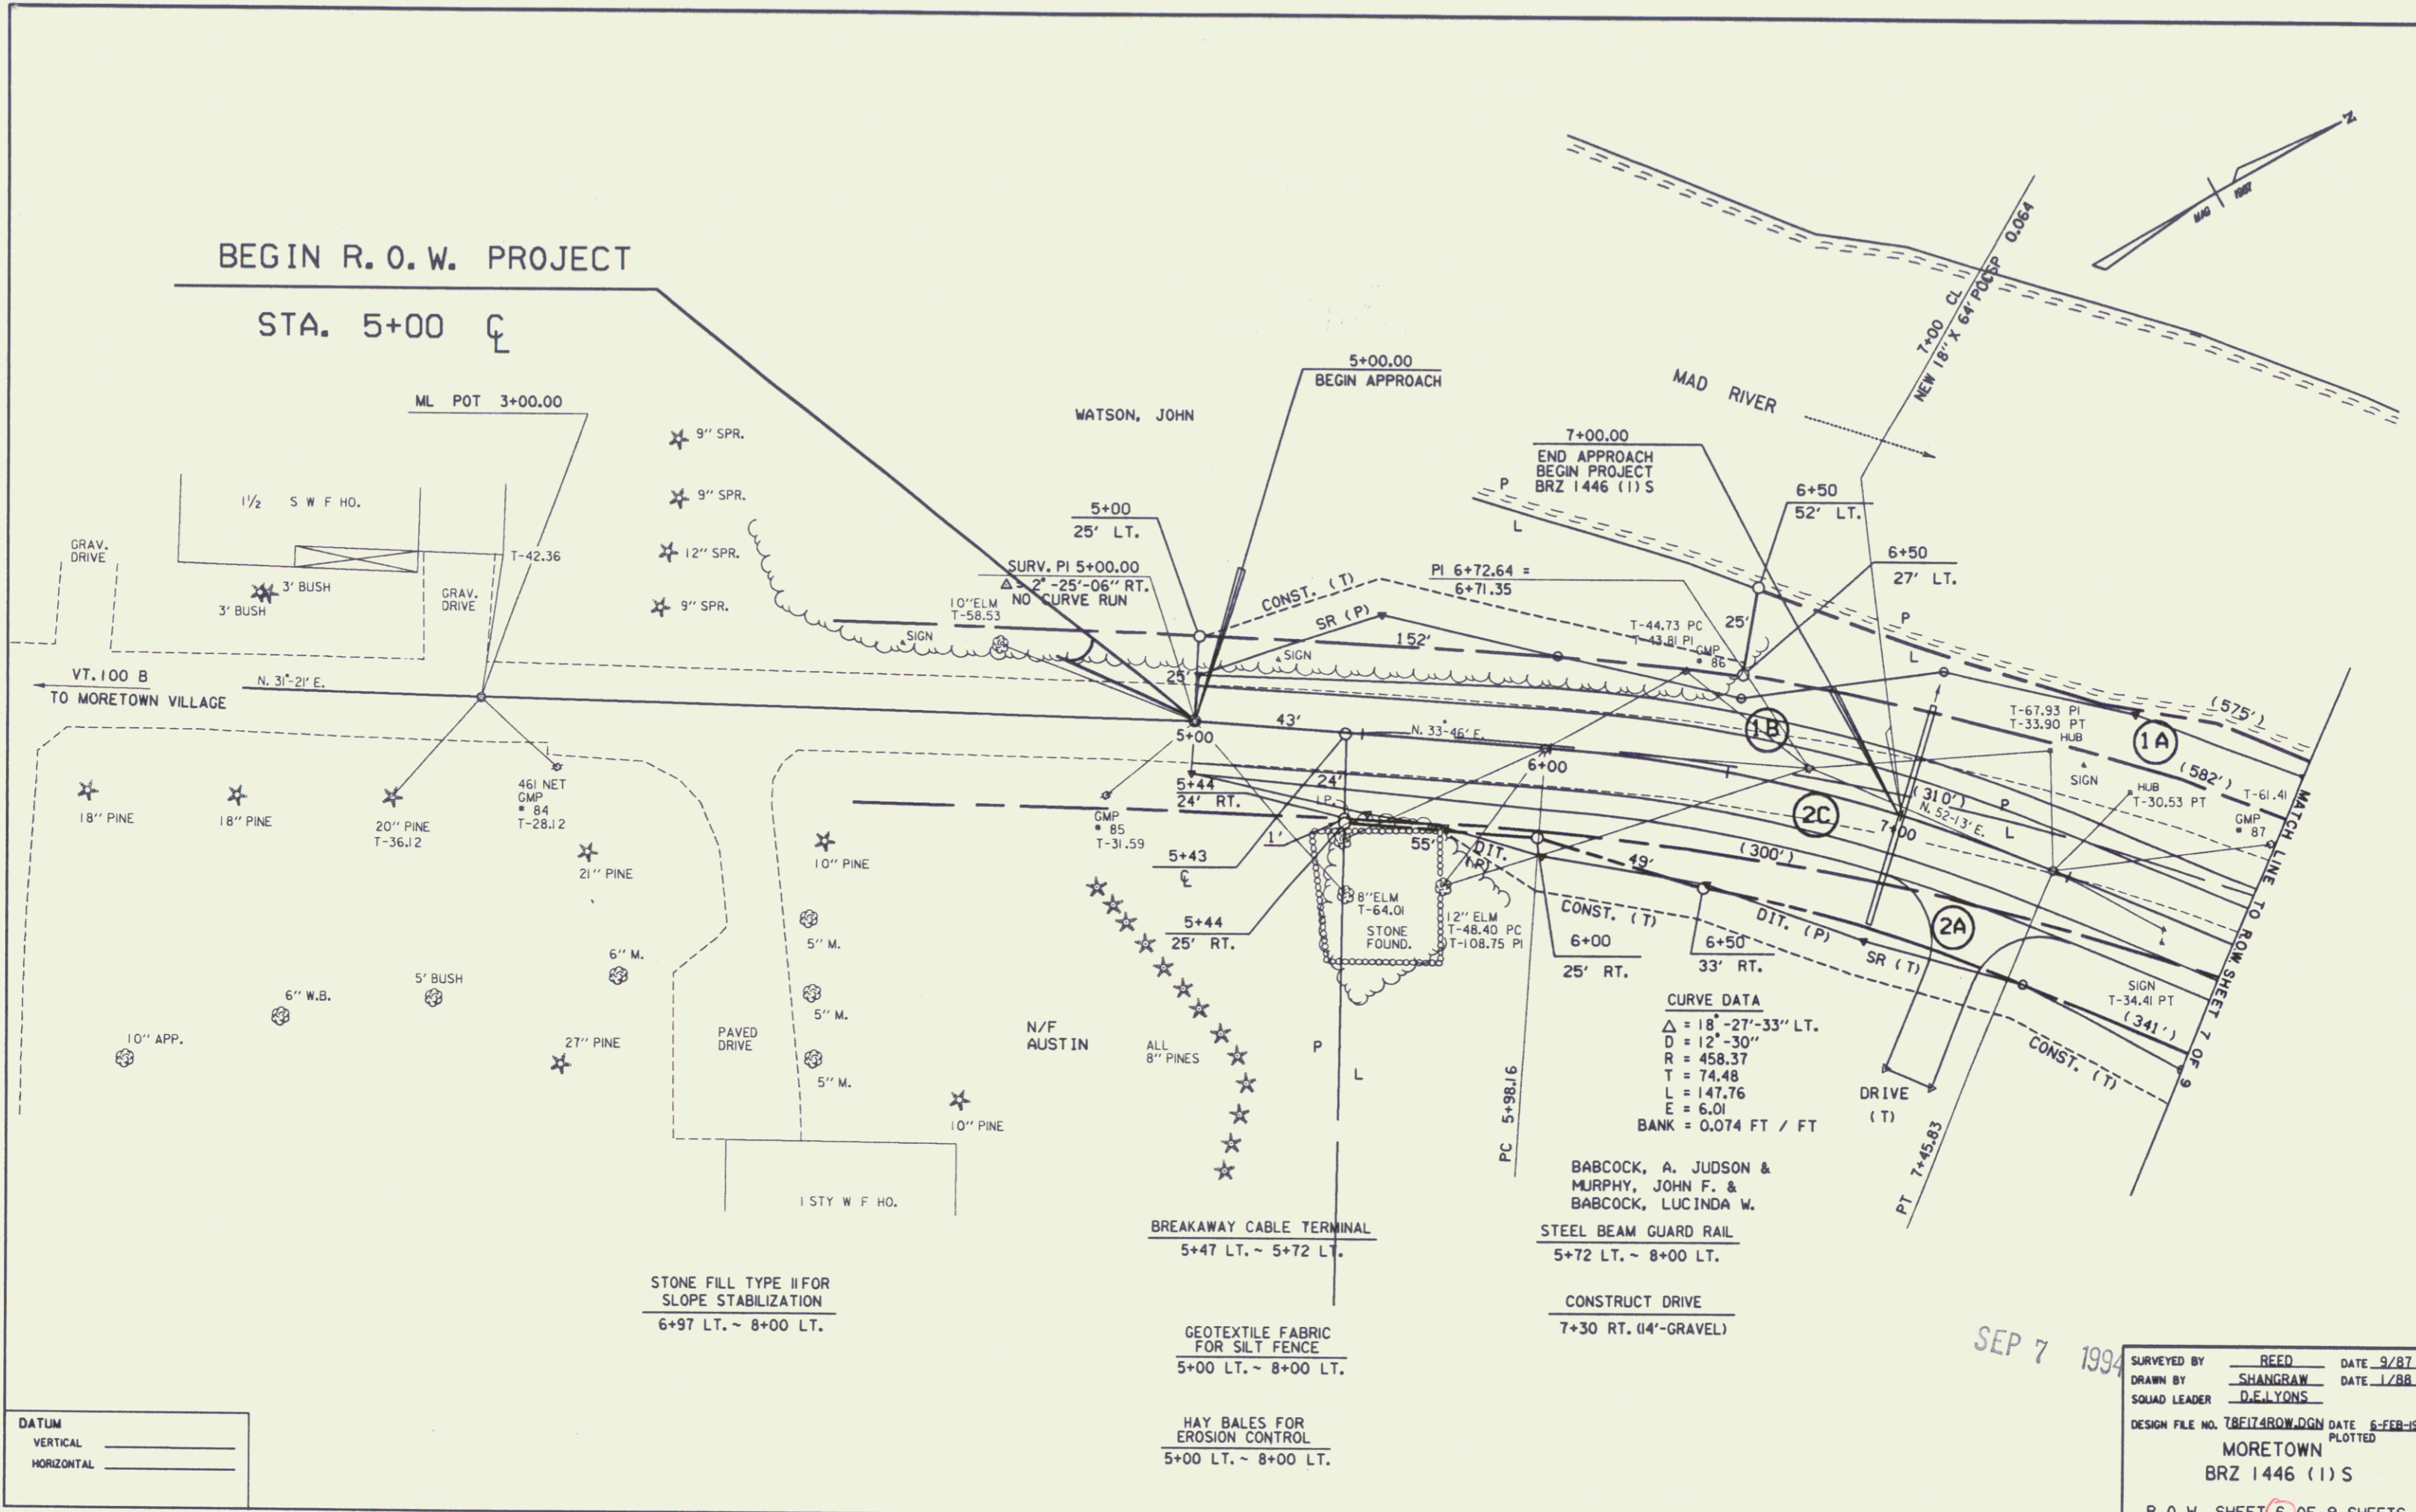 BEGIN R.O.W. PROJECT
STA. 5+00 ℄
ML POT 3+00.00
1½ S W F HO.
GRAV.
DRIVE
3' BUSH
3' BUSH
GRAV.
DRIVE
T-42.36
9" SPR.
9" SPR.
12" SPR.
9" SPR.
VT.100 B
TO MORETOWN VILLAGE
N. 31°-21' E.
18" PINE
18" PINE
20" PINE
T-36.12
461 NET
GMP
84
T-28.12
21" PINE
10" PINE
5" M.
6" M.
5" M.
5" M.
5' BUSH
6" W.B.
10" APP.
27" PINE
PAVED
DRIVE
10" PINE
1 STY W F HO.
N/F
AUSTIN
ALL
8" PINES
WATSON, JOHN
5+00.00
BEGIN APPROACH
5+00
25' LT.
SURV. PI 5+00.00
Δ = 2°-25'-06" RT.
NO CURVE RUN
10"ELM
T-58.53
SIGN
SIGN
CONST. (T)
SR (P)
152'
25'
43'
5+00
N. 33°-46' E.
5+44
24' RT.
24'
I.P.
GMP
85
T-31.59
5+43
℄
1'
5+44
25' RT.
55'
8"ELM
T-64.01
STONE
FOUND.
12" ELM
T-48.40 PC
T-108.75 PI
DIT.
(P)
P
L
MAD RIVER
7+00.00
END APPROACH
BEGIN PROJECT
BRZ 1446 (1) S
P
L
6+50
52' LT.
6+50
27' LT.
PI 6+72.64 =
6+71.35
T-44.73 PC
T-43.81 PI
GMP
86
25'
7+00 CL
NEW 18" X 64' PCCSP 0.064
N
MAG 1987
P
L
(575')
T-67.93 PI
T-33.90 PT
HUB
SIGN
1A
(582')
1B
6+00
2C
(310')
P
L
N. 52-13' E.
7+00
HUB
T-30.53 PT
T-61.41
GMP
87
MATCH LINE TO R.O.W. SHEET 7 OF 9
(300')
49'
CONST. (T)
DIT. (P)
2A
SR (T)
6+00
25' RT.
6+50
33' RT.
SIGN
T-34.41 PT
(341')
CONST. (T)
DRIVE
(T)
PC 5+98.16
PT 7+45.83
CURVE DATA
Δ = 18°-27'-33" LT.
D = 12°-30"
R = 458.37
T = 74.48
L = 147.76
E = 6.01
BANK = 0.074 FT / FT
BABCOCK, A. JUDSON &
MURPHY, JOHN F. &
BABCOCK, LUCINDA W.
BREAKAWAY CABLE TERMINAL
5+47 LT. ~ 5+72 LT.
STEEL BEAM GUARD RAIL
5+72 LT. ~ 8+00 LT.
STONE FILL TYPE II FOR
SLOPE STABILIZATION
6+97 LT. ~ 8+00 LT.
CONSTRUCT DRIVE
7+30 RT. (14'-GRAVEL)
GEOTEXTILE FABRIC
FOR SILT FENCE
5+00 LT. ~ 8+00 LT.
HAY BALES FOR
EROSION CONTROL
5+00 LT. ~ 8+00 LT.
SEP 7 1994
DATUM
VERTICAL
HORIZONTAL
SURVEYED BY REED DATE 9/87
DRAWN BY SHANGRAW DATE 1/88
SQUAD LEADER D.E.LYONS
DESIGN FILE NO. 78F174ROW.DGN DATE 6-FEB-19
PLOTTED
MORETOWN
BRZ 1446 (1) S
R.O.W. SHEET 6 OF 9 SHEETS